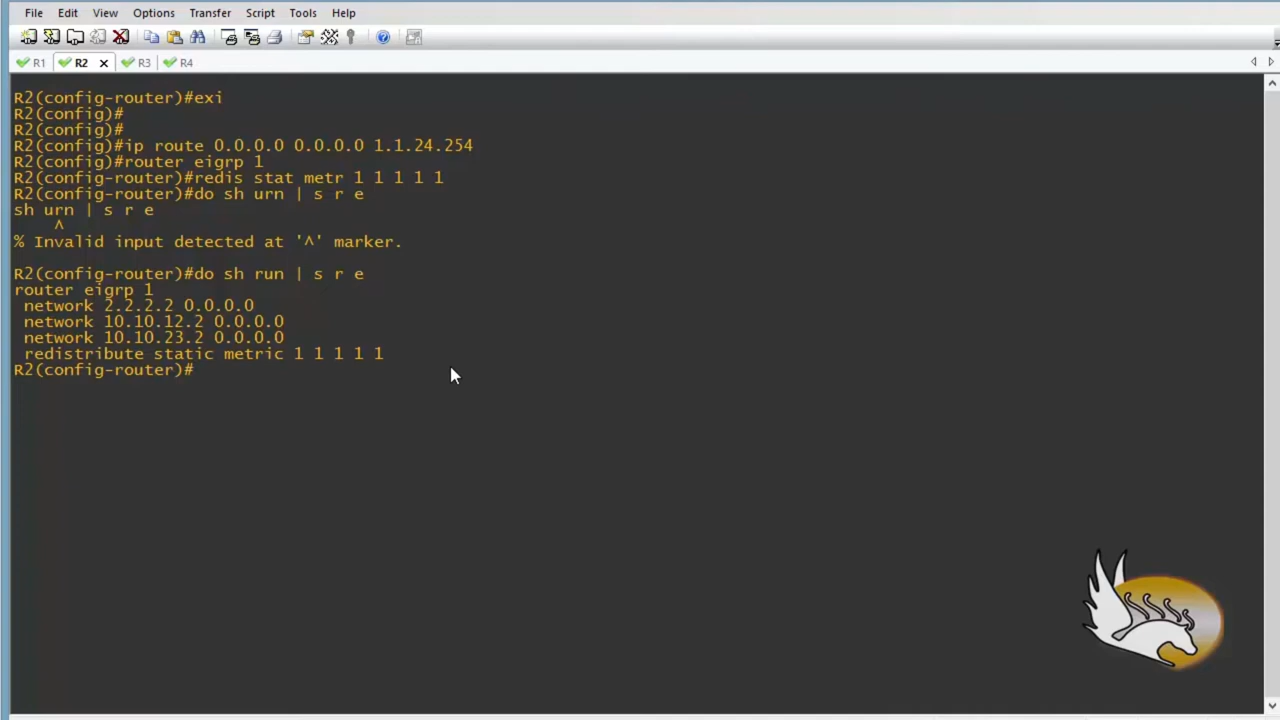 File Edit View Options Transfer Script Tools Help
R1 R2 R3 R4
R2(config-router)#exi
R2(config)#
R2(config)#
R2(config)#ip route 0.0.0.0 0.0.0.0 1.1.24.254
R2(config)#router eigrp 1
R2(config-router)#redis stat metr 1 1 1 1 1
R2(config-router)#do sh urn | s r e
sh urn | s r e
^
% Invalid input detected at '^' marker.
R2(config-router)#do sh run | s r e
router eigrp 1
network 2.2.2.2 0.0.0.0
network 10.10.12.2 0.0.0.0
network 10.10.23.2 0.0.0.0
redistribute static metric 1 1 1 1 1
R2(config-router)#